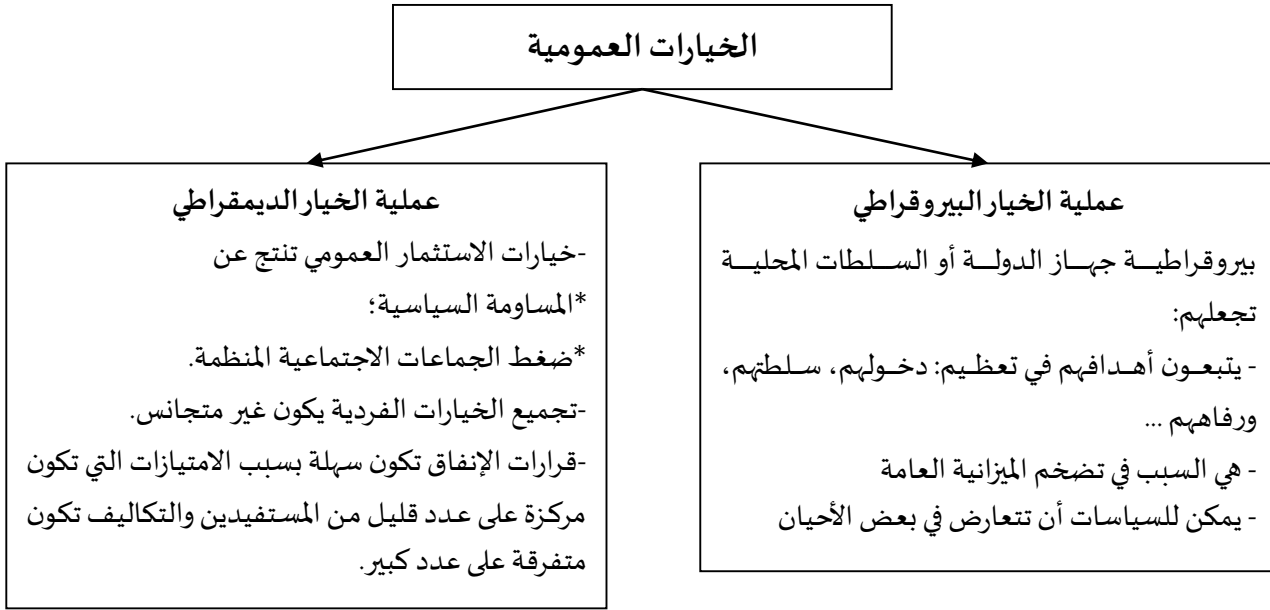 الخيارات العمومية
عملية الخيار البيروقراطي
بيروقراطية جهاز الدولة أو السلطات المحلية
تجعلهم:
- يتبعون أهدافهم في تعظيم: دخولهم، سلطتهم،
ورفاههم ...
- هي السبب في تضخم الميزانية العامة
- يمكن للسياسات أن تتعارض في بعض الأحيان
عملية الخيار الديمقراطي
-خيارات الاستثمار العمومي تنتج عن
*المساومة السياسية؛
*ضغط الجماعات الاجتماعية المنظمة.
-تجميع الخيارات الفردية يكون غير متجانس.
-قرارات الإنفاق تكون سهلة بسبب الامتيازات التي تكون
مركزة على عدد قليل من المستفيدين والتكاليف تكون
متفرقة على عدد كبير.